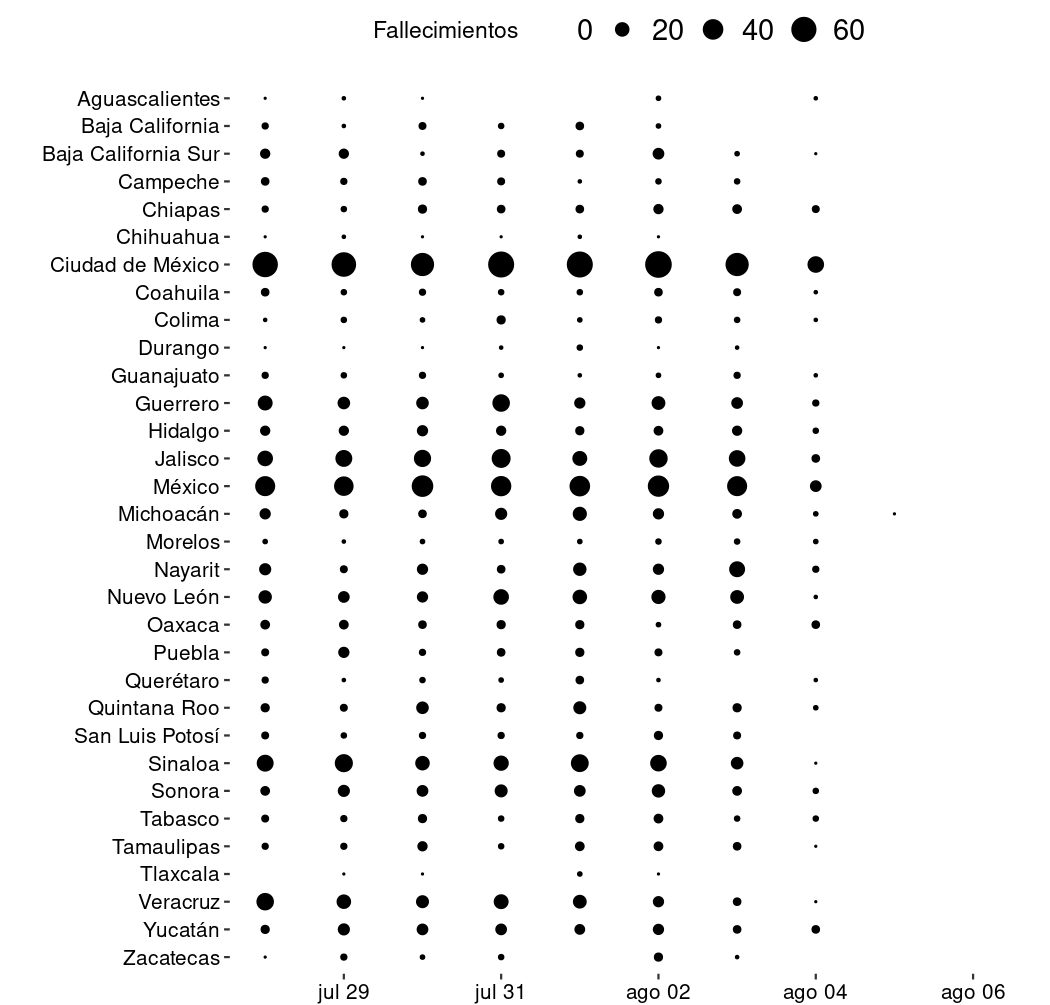 Fallecimientos 0 20 40 60
Aguascalientes
Baja California
Baja California Sur
Campeche
Chiapas
Chihuahua
Ciudad de México
Coahuila
Colima
Durango
Guanajuato
Guerrero
Hidalgo
Jalisco
México
Michoacán
Morelos
Nayarit
Nuevo León
Oaxaca
Puebla
Querétaro
Quintana Roo
San Luis Potosí
Sinaloa
Sonora
Tabasco
Tamaulipas
Tlaxcala
Veracruz
Yucatán
Zacatecas
jul 29 jul 31 ago 02 ago 04 ago 06